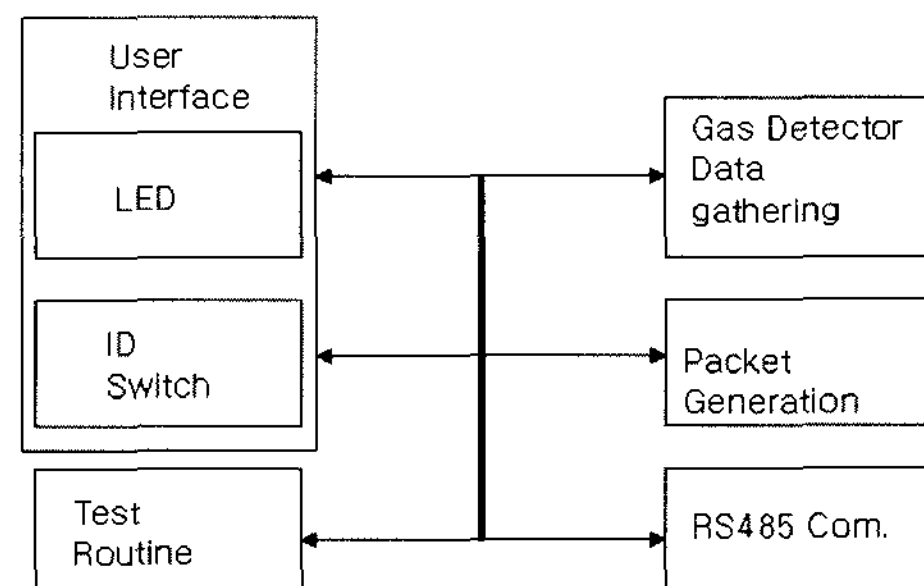 User
Interface
LED
ID
Switch
Test
Routine
Gas Detector
Data
gathering
Packet
Generation
RS485 Com.